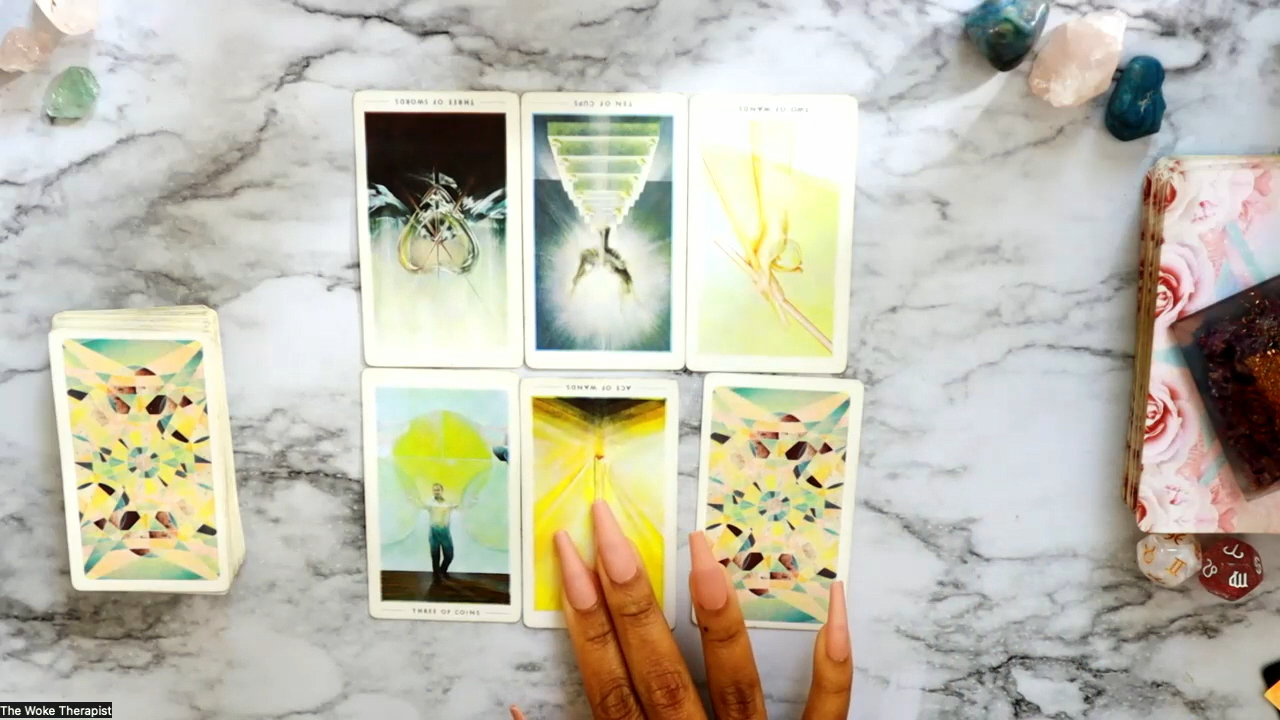 THREE OF SWORDS
TEN OF CUPS
TWO OF WANDS
ACE OF WANDS
THREE OF COINS
The Woke Therapist